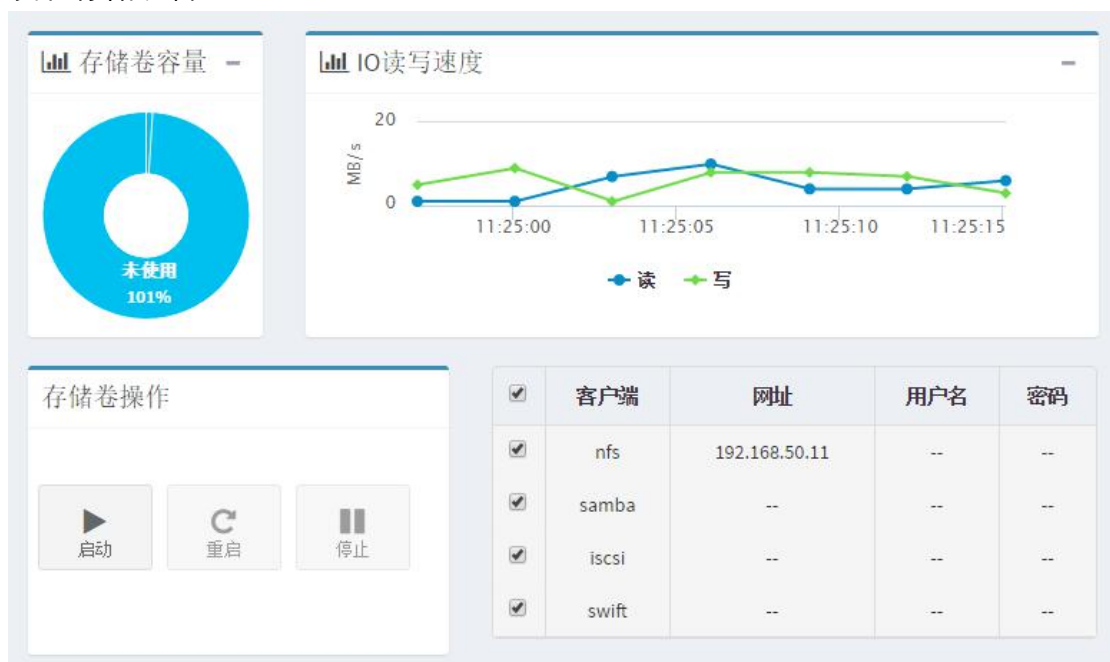 存储卷容量
未使用
101%
IO读写速度
MB/s
20
0
11:25:00 11:25:05 11:25:10 11:25:15
读 写
存储卷操作
启动 重启 停止
客户端 网址 用户名 密码
nfs 192.168.50.11 -- --
samba -- -- --
iscsi -- -- --
swift -- -- --